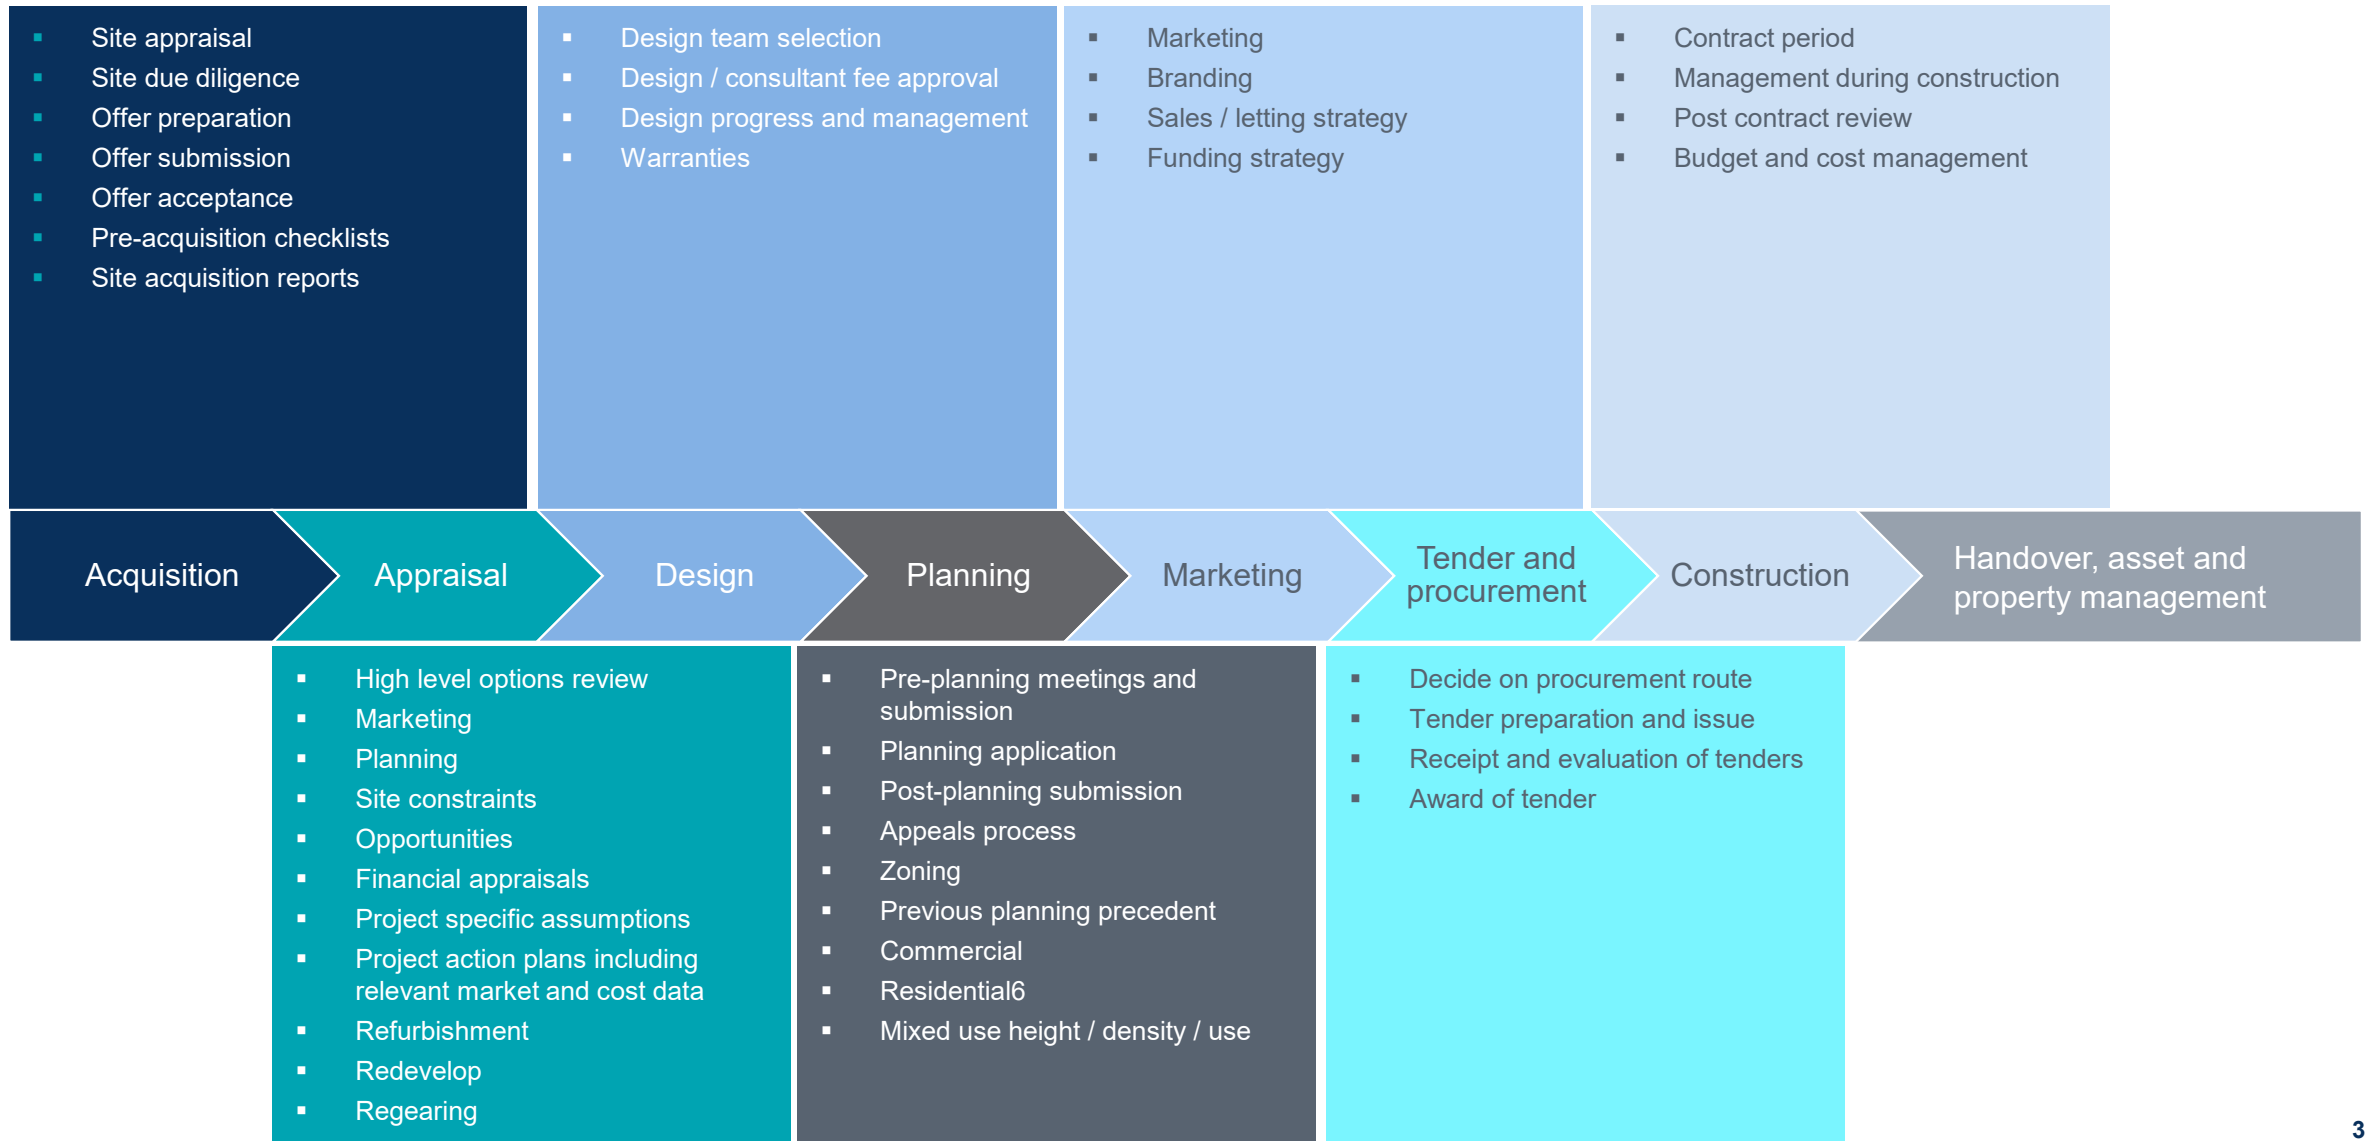 Site appraisal
Site due diligence
Offer preparation
Offer submission
Offer acceptance
Pre-acquisition checklists
Site acquisition reports
Design team selection
Design / consultant fee approval
Design progress and management
Warranties
Marketing
Branding
Sales / letting strategy
Funding strategy
Contract period
Management during construction
Post contract review
Budget and cost management
Acquisition
Appraisal
Design
Planning
Marketing
Tender and
procurement
Construction
Handover, asset and
property management
High level options review
Marketing
Planning
Site constraints
Opportunities
Financial appraisals
Project specific assumptions
Project action plans including
relevant market and cost data
Refurbishment
Redevelop
Regearing
Pre-planning meetings and
submission
Planning application
Post-planning submission
Appeals process
Zoning
Previous planning precedent
Commercial
Residential6
Mixed use height / density / use
Decide on procurement route
Tender preparation and issue
Receipt and evaluation of tenders
Award of tender
3